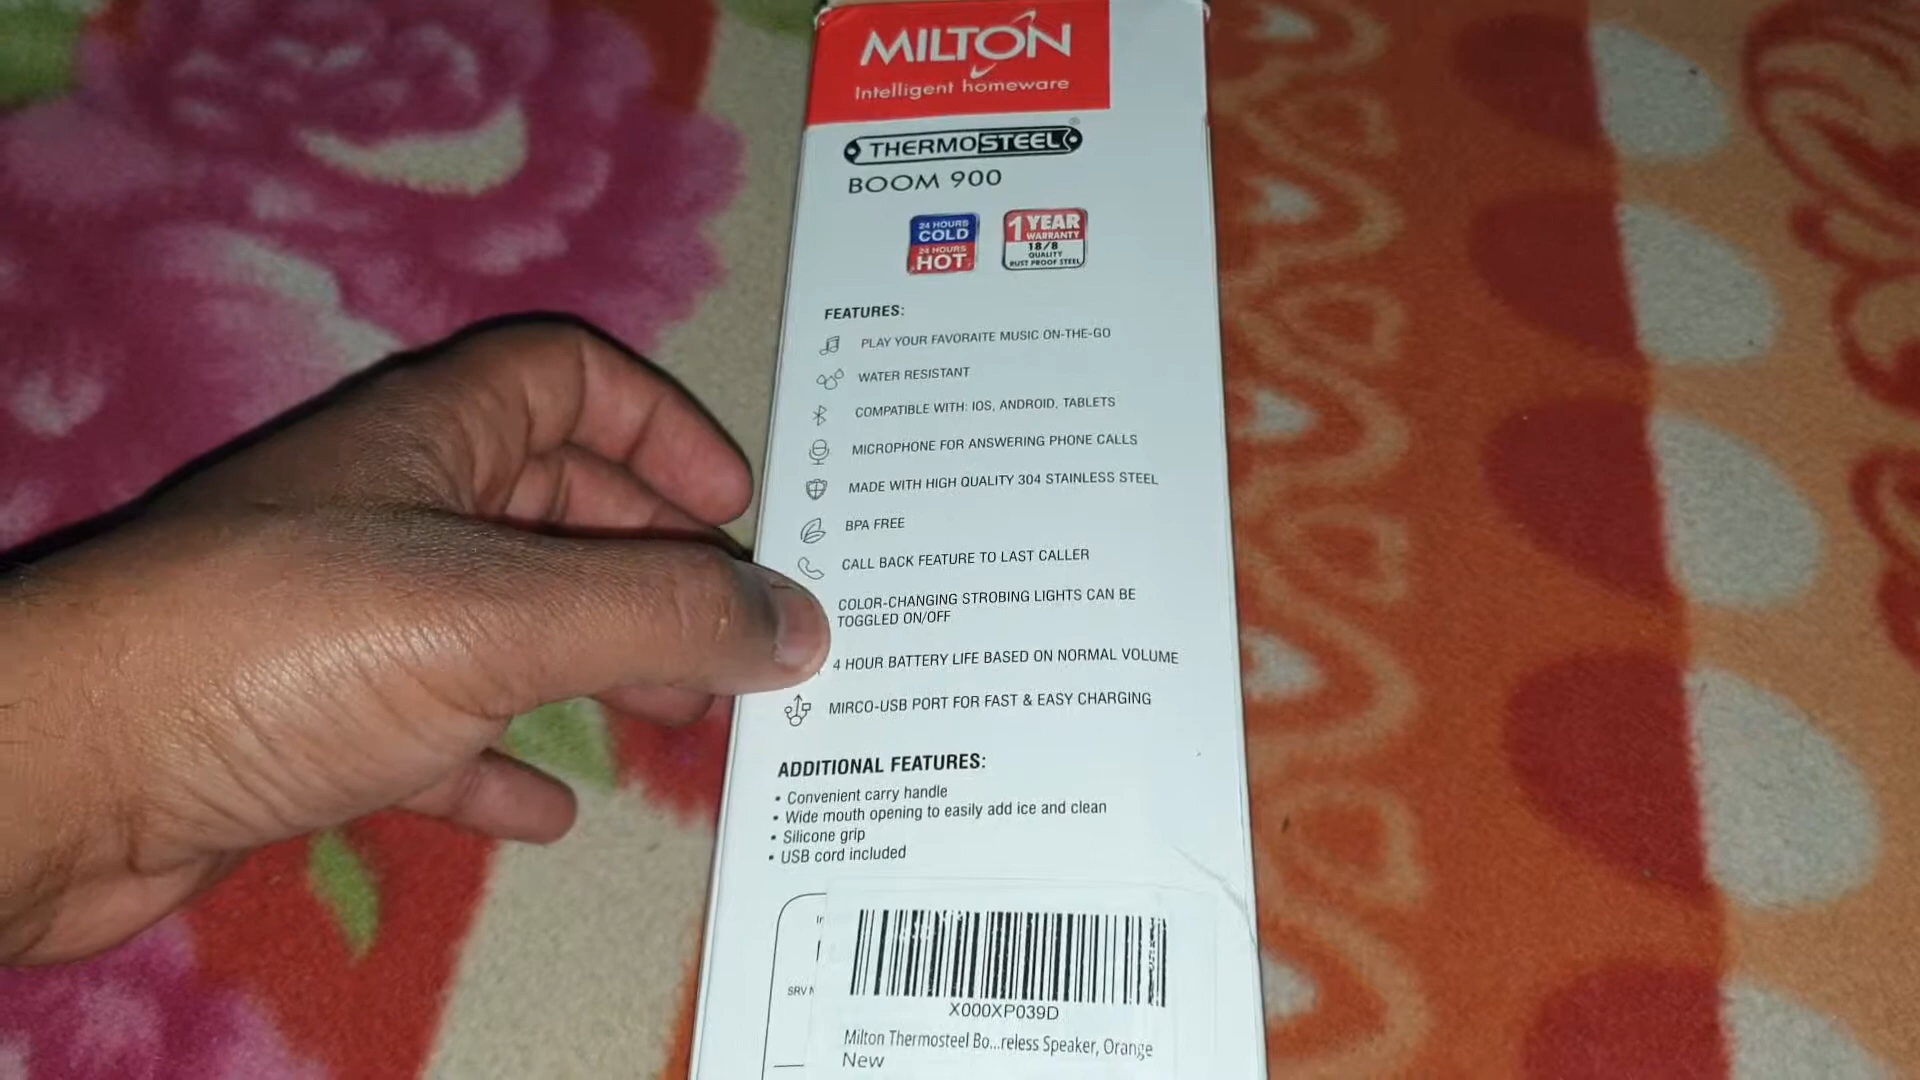 MILTON
Intelligent homeware
THERMOSTEEL®
BOOM 900
24 HOURS
COLD
24 HOURS
HOT
1 YEAR
WARRANTY
18/8
QUALITY
RUST PROOF STEEL
FEATURES:
PLAY YOUR FAVORAITE MUSIC ON-THE-GO
WATER RESISTANT
COMPATIBLE WITH: IOS, ANDROID, TABLETS
MICROPHONE FOR ANSWERING PHONE CALLS
MADE WITH HIGH QUALITY 304 STAINLESS STEEL
BPA FREE
CALL BACK FEATURE TO LAST CALLER
COLOR-CHANGING STROBING LIGHTS CAN BE
TOGGLED ON/OFF
4 HOUR BATTERY LIFE BASED ON NORMAL VOLUME
MIRCO-USB PORT FOR FAST & EASY CHARGING
ADDITIONAL FEATURES:
• Convenient carry handle
• Wide mouth opening to easily add ice and clean
• Silicone grip
• USB cord included
SRV
X000XP039D
Milton Thermosteel Bo...reless Speaker, Orange
New